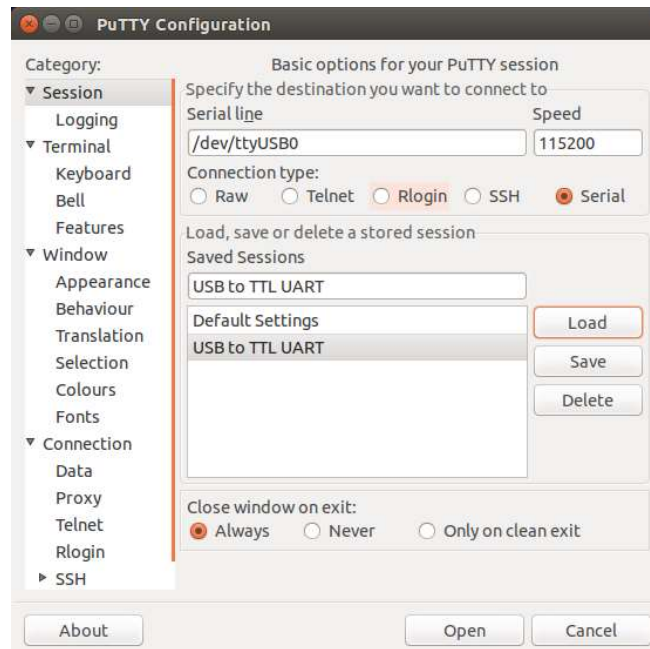 PuTTY Configuration
Category:
Session
Logging
Terminal
Keyboard
Bell
Features
Window
Appearance
Behaviour
Translation
Selection
Colours
Fonts
Connection
Data
Proxy
Telnet
Rlogin
SSH
Basic options for your PuTTY session
Specify the destination you want to connect to
Serial line Speed
/dev/ttyUSB0 115200
Connection type:
Raw Telnet Rlogin SSH Serial
Load, save or delete a stored session
Saved Sessions
USB to TTL UART
Default Settings
USB to TTL UART
Load
Save
Delete
Close window on exit:
Always Never Only on clean exit
About Open Cancel